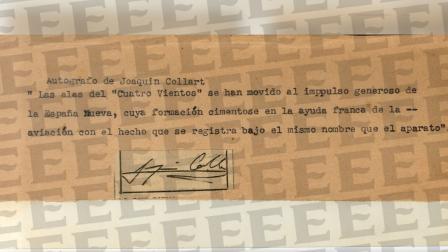 Autografo de Joaquin Collart
" Las alas del "Cuatro Vientos" se han movido al imppulso generoso de
la España Nueva, cuya formación cimentose en la ayuda franca de la --
aviación con el hecho que se registra bajo el mismo nombre que el aparato"